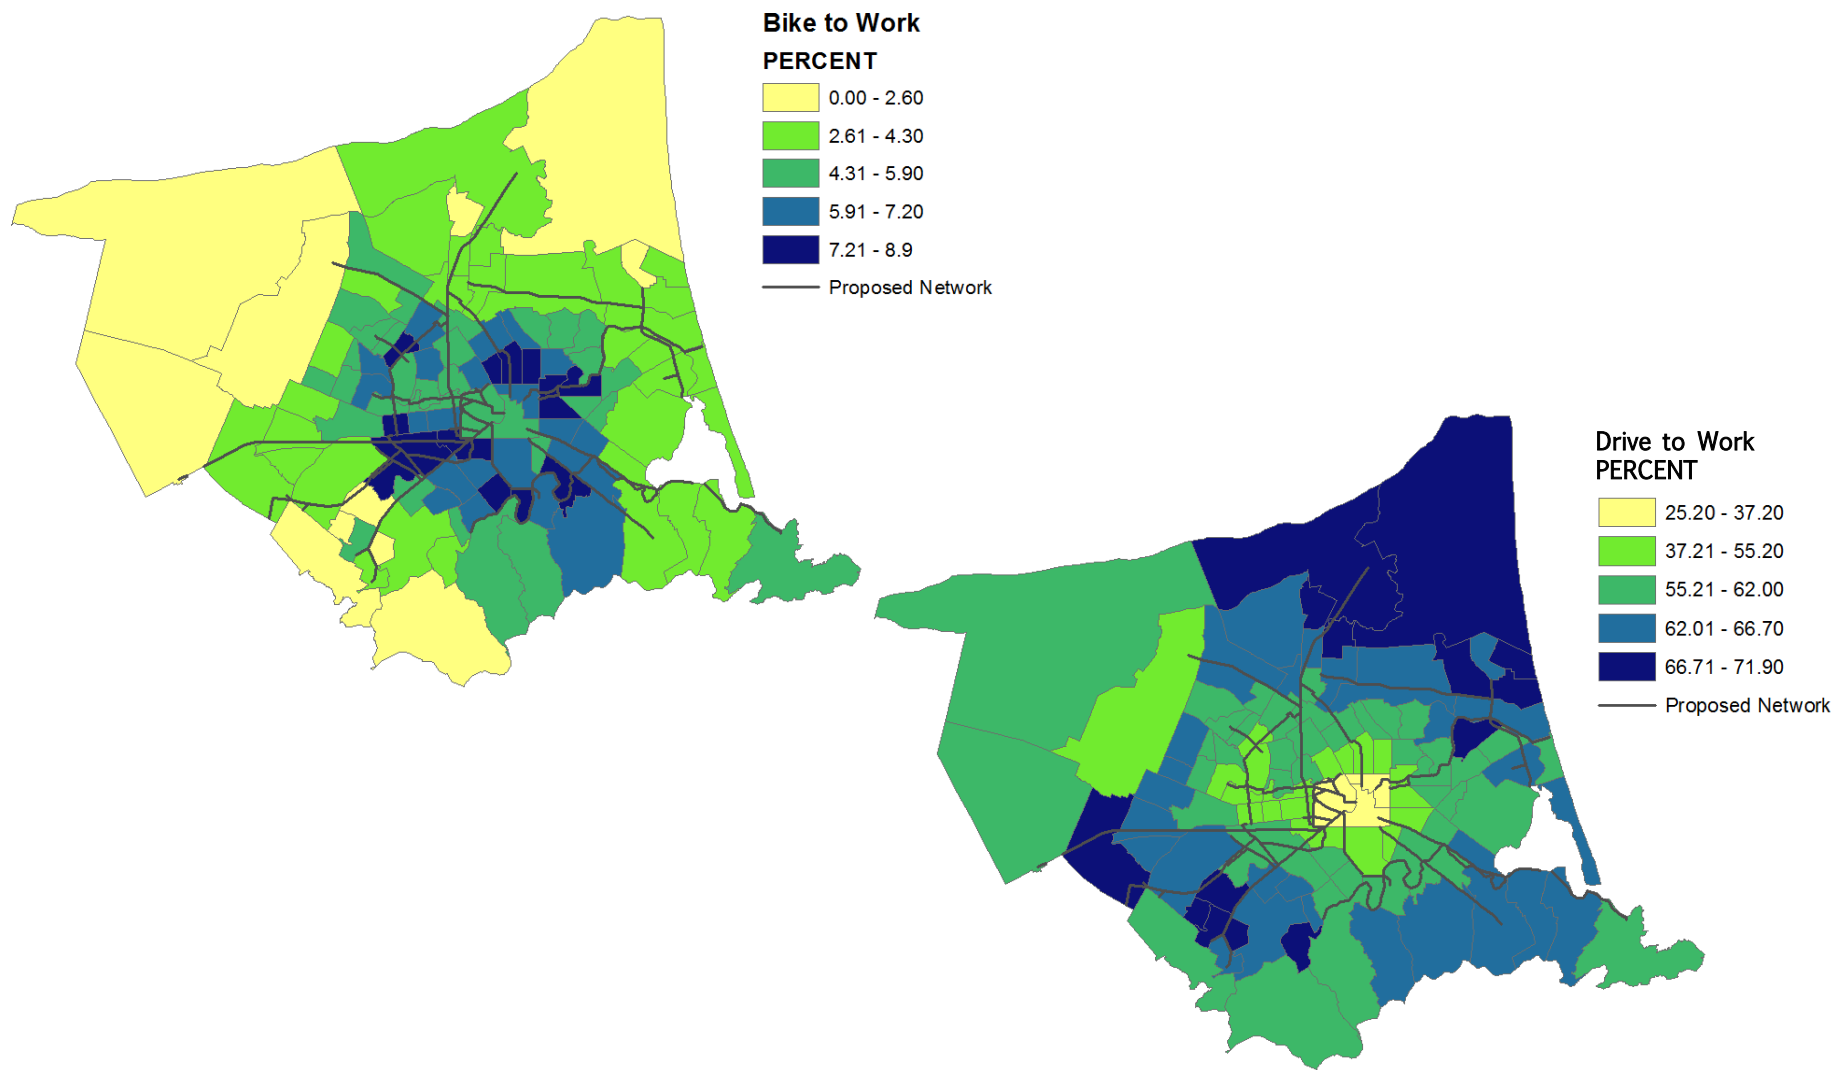 Bike to Work
PERCENT
0.00 - 2.60
2.61 - 4.30
4.31 - 5.90
5.91 - 7.20
7.21 - 8.9
Proposed Network
Drive to Work
PERCENT
25.20 - 37.20
37.21 - 55.20
55.21 - 62.00
62.01 - 66.70
66.71 - 71.90
Proposed Network